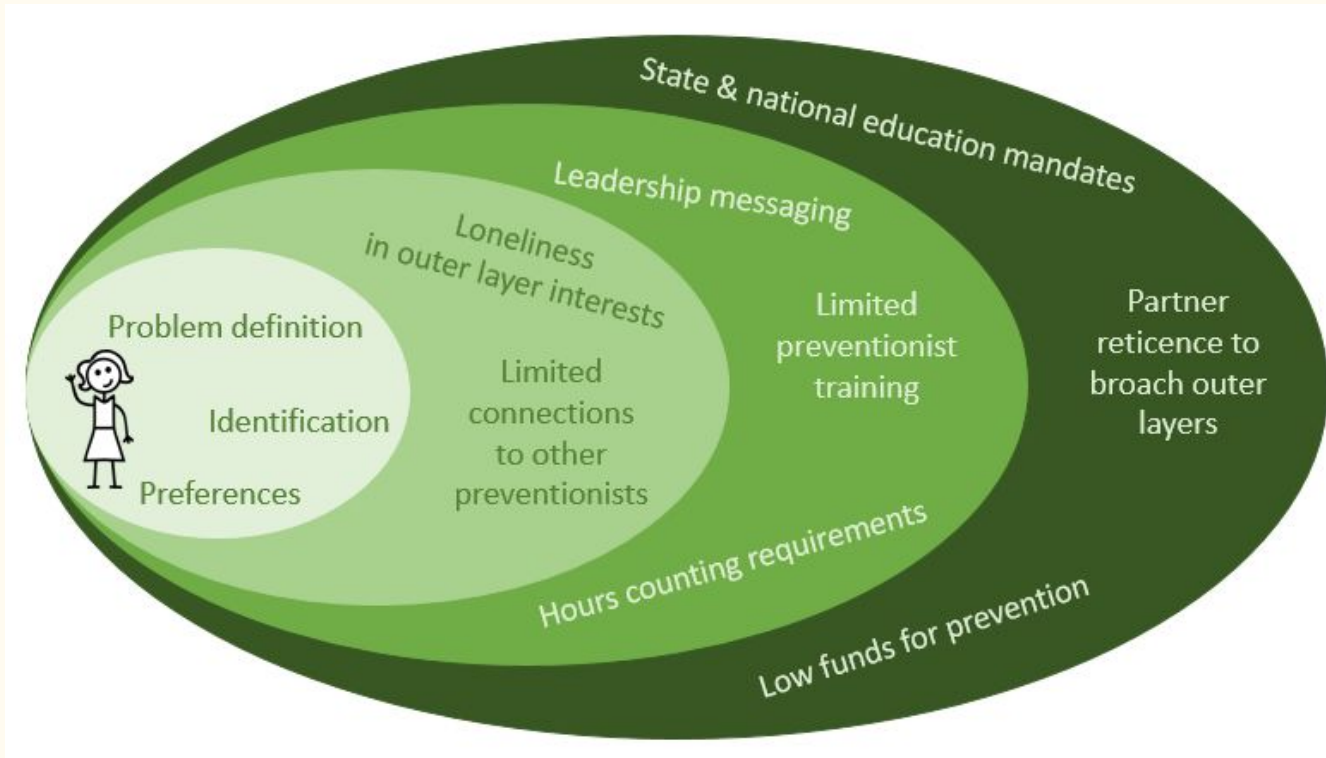 State & national education mandates
Leadership messaging
Loneliness
in outer layer interests
Problem definition
Identification
Preferences
Limited
connections
to other
preventionists
Limited
preventionist
training
Partner
reticence to
broach outer
layers
Hours counting requirements
Low funds for prevention